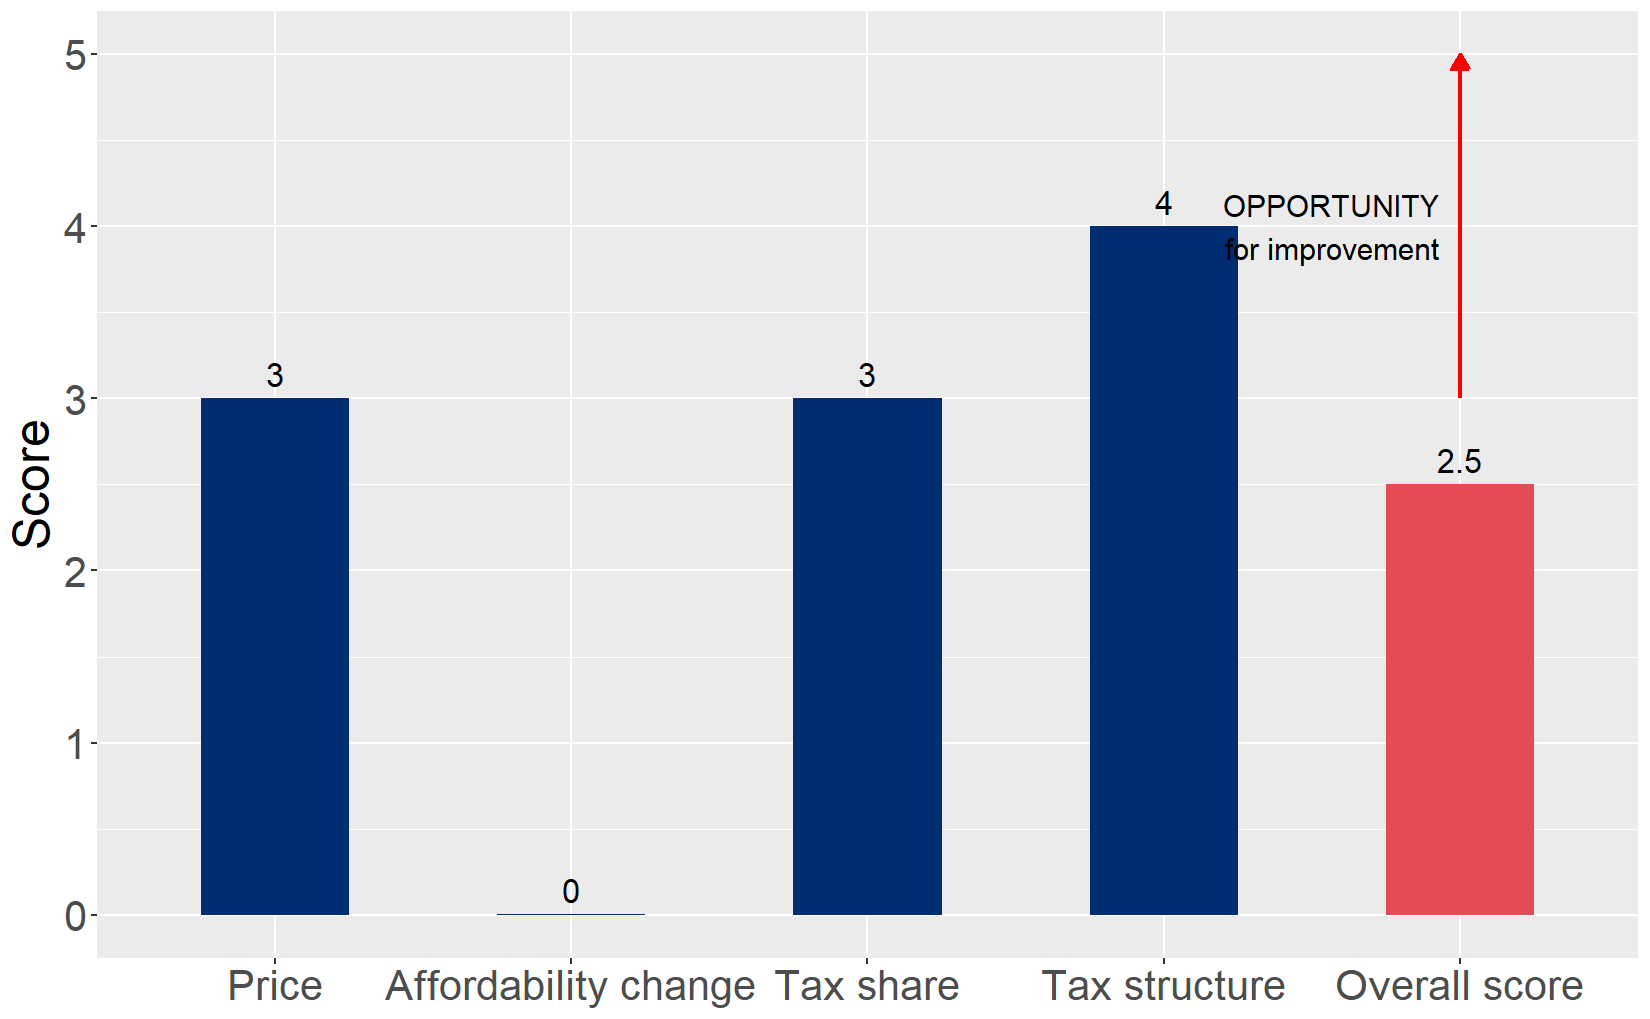 5
4
3
2
1
0
Score
3
0
3
4
2.5
OPPORTUNITY
for improvement
Price
Affordability change
Tax share
Tax structure
Overall score